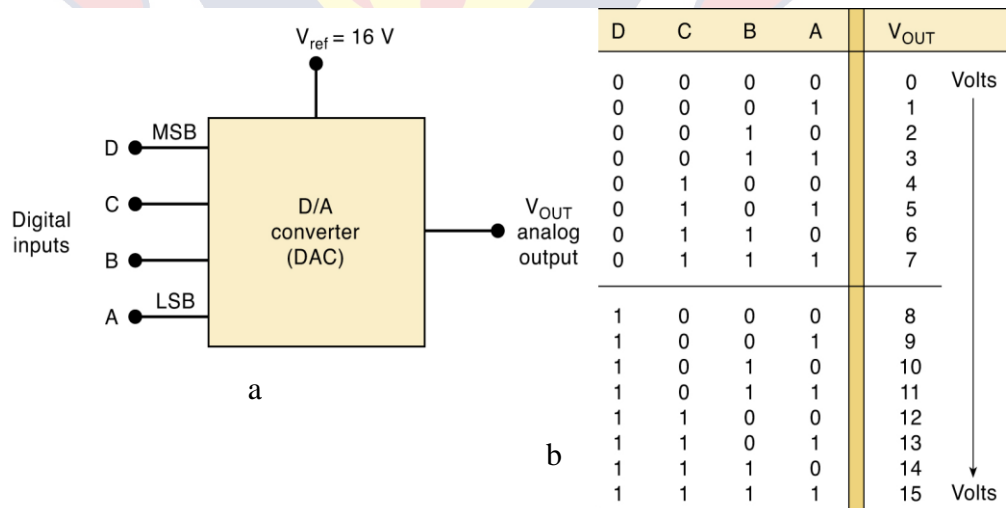 V_ref = 16 V
D
MSB
C
Digital
inputs
B
A
LSB
D/A
converter
(DAC)
V_OUT
analog
output
a
D C B A V_OUT
0 0 0 0 0 Volts
0 0 0 1 1
0 0 1 0 2
0 0 1 1 3
0 1 0 0 4
0 1 0 1 5
0 1 1 0 6
0 1 1 1 7
1 0 0 0 8
1 0 0 1 9
1 0 1 0 10
1 0 1 1 11
1 1 0 0 12
1 1 0 1 13
1 1 1 0 14
1 1 1 1 15 Volts
b